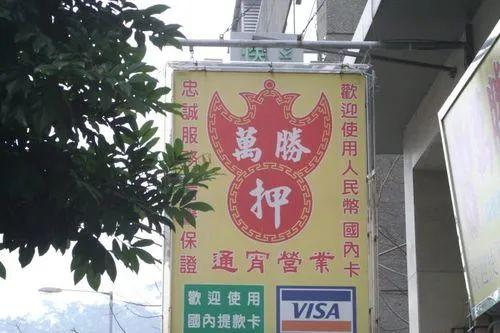 萬勝
押
忠誠服務
保證
歡迎使用人民幣國內卡
通宵營業
歡迎使用
國內提款卡
VISA